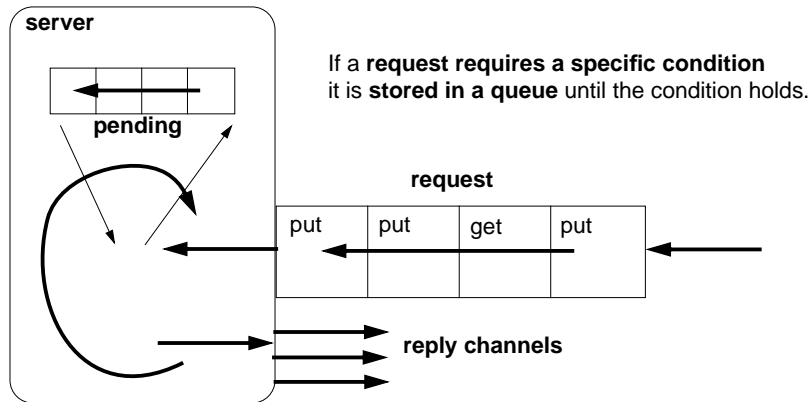 server
If a request requires a specific condition
it is stored in a queue until the condition holds.
pending
request
put put get put
reply channels